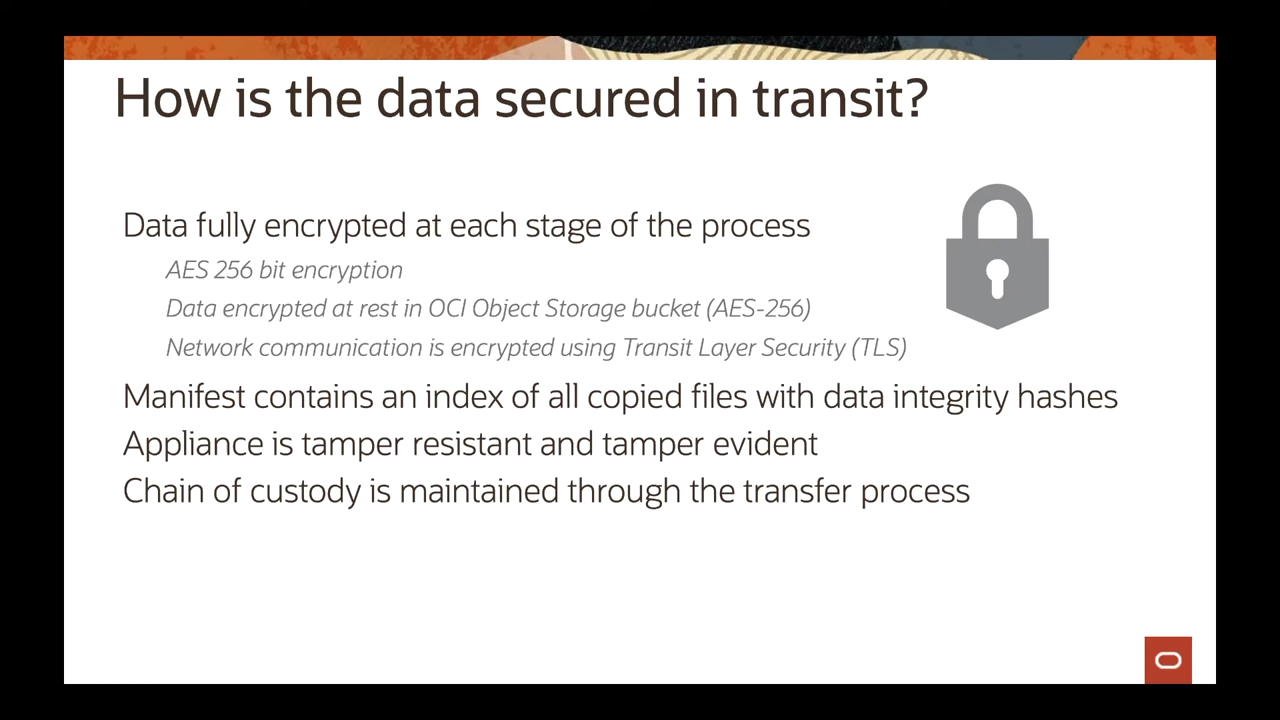 How is the data secured in transit?
Data fully encrypted at each stage of the process
AES 256 bit encryption
Data encrypted at rest in OCI Object Storage bucket (AES-256)
Network communication is encrypted using Transit Layer Security (TLS)
Manifest contains an index of all copied files with data integrity hashes
Appliance is tamper resistant and tamper evident
Chain of custody is maintained through the transfer process